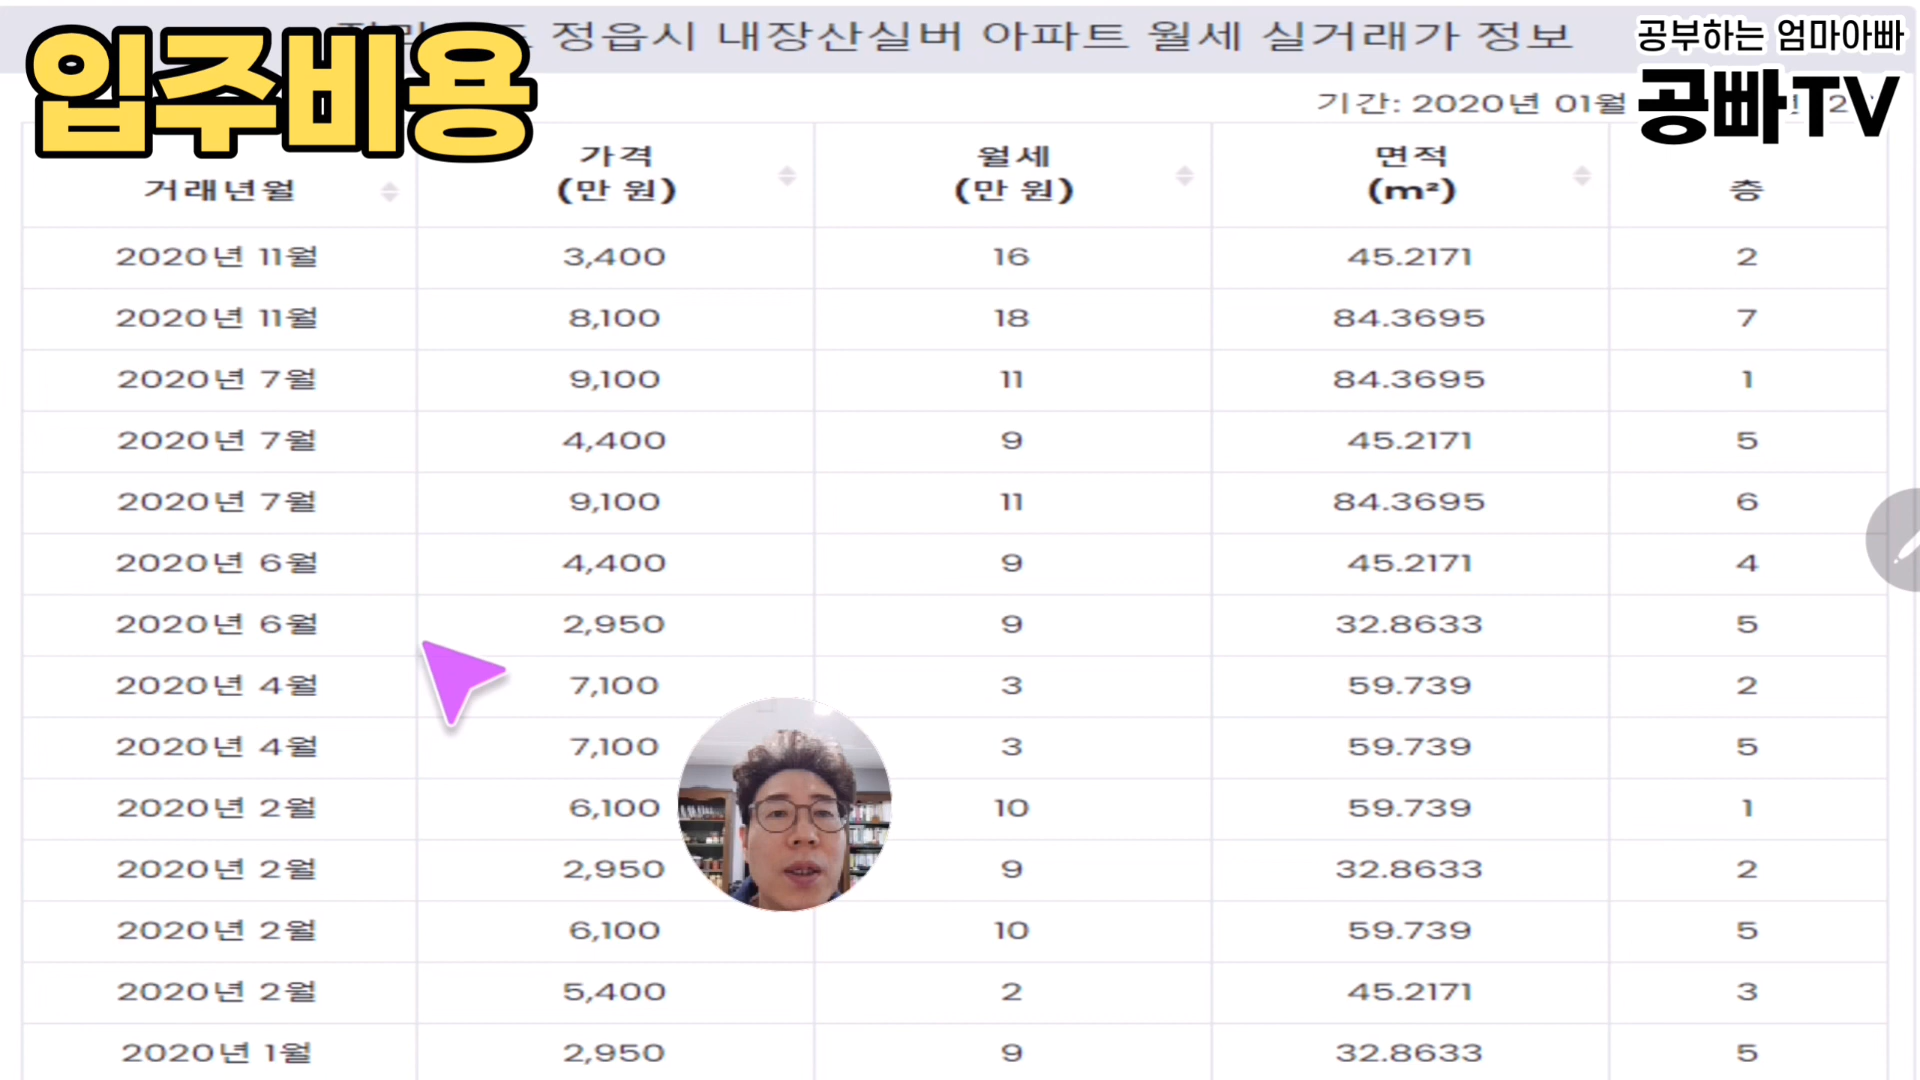 입주비용
정읍시 내장산실버 아파트 월세 실거래가 정보
공부하는 엄마아빠
공빠TV
기간: 2020년 01월
거래년월 가격 (만 원) 월세 (만 원) 면적 (m²) 층
2020년 11월 3,400 16 45.2171 2
2020년 11월 8,100 18 84.3695 7
2020년 7월 9,100 11 84.3695 1
2020년 7월 4,400 9 45.2171 5
2020년 7월 9,100 11 84.3695 6
2020년 6월 4,400 9 45.2171 4
2020년 6월 2,950 9 32.8633 5
2020년 4월 7,100 3 59.739 2
2020년 4월 7,100 3 59.739 5
2020년 2월 6,100 10 59.739 1
2020년 2월 2,950 9 32.8633 2
2020년 2월 6,100 10 59.739 5
2020년 2월 5,400 2 45.2171 3
2020년 1월 2,950 9 32.8633 5